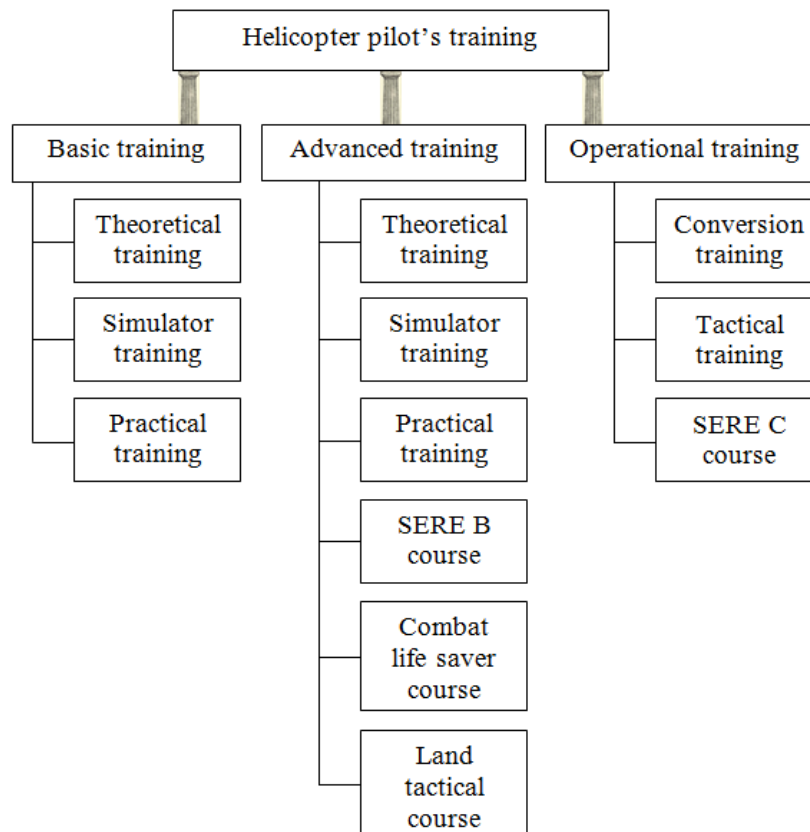 Helicopter pilot’s training
Basic training
Theoretical
training
Simulator
training
Practical
training
Advanced training
Theoretical
training
Simulator
training
Practical
training
SERE B
course
Combat
life saver
course
Land
tactical
course
Operational training
Conversion
training
Tactical
training
SERE C
course